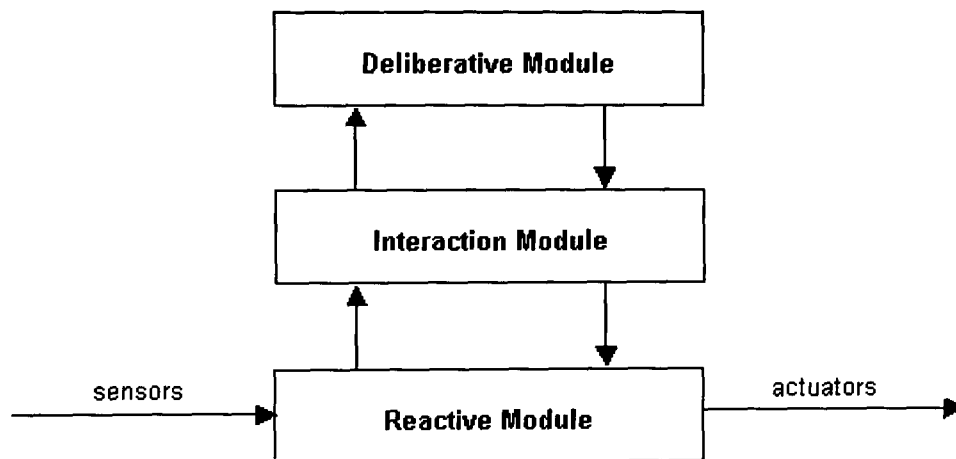 Deliberative Module
Interaction Module
sensors
actuators
Reactive Module